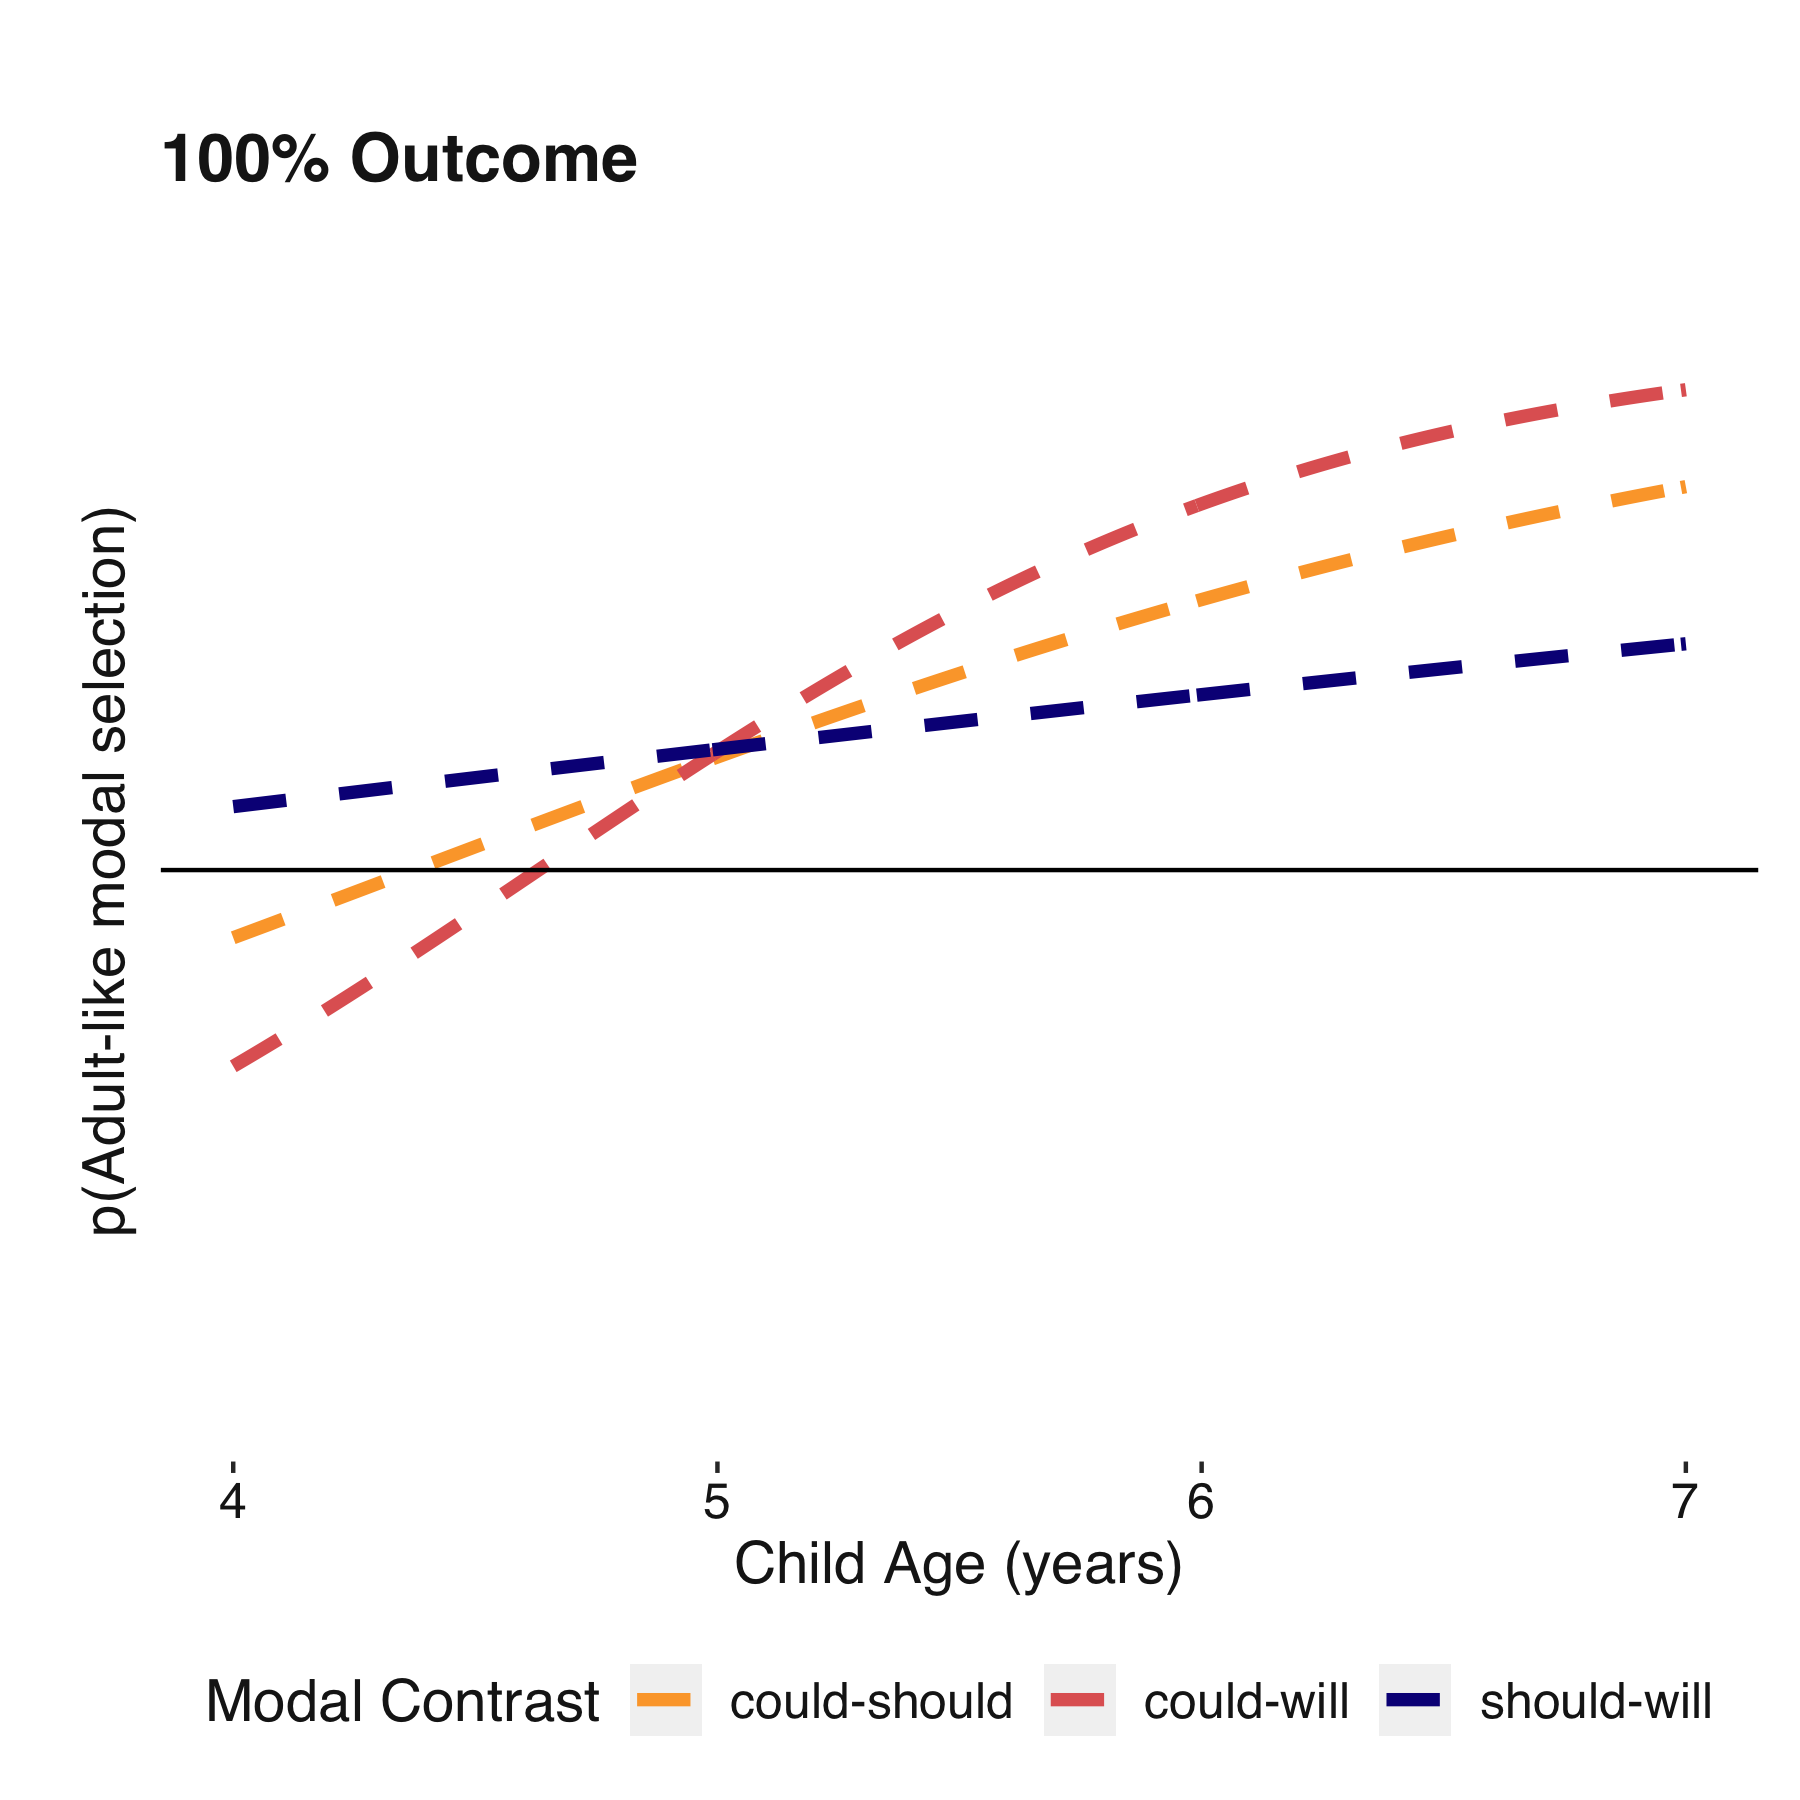 100% Outcome
p(Adult-like modal selection)
4 5 6 7
Child Age (years)
Modal Contrast could-should could-will should-will